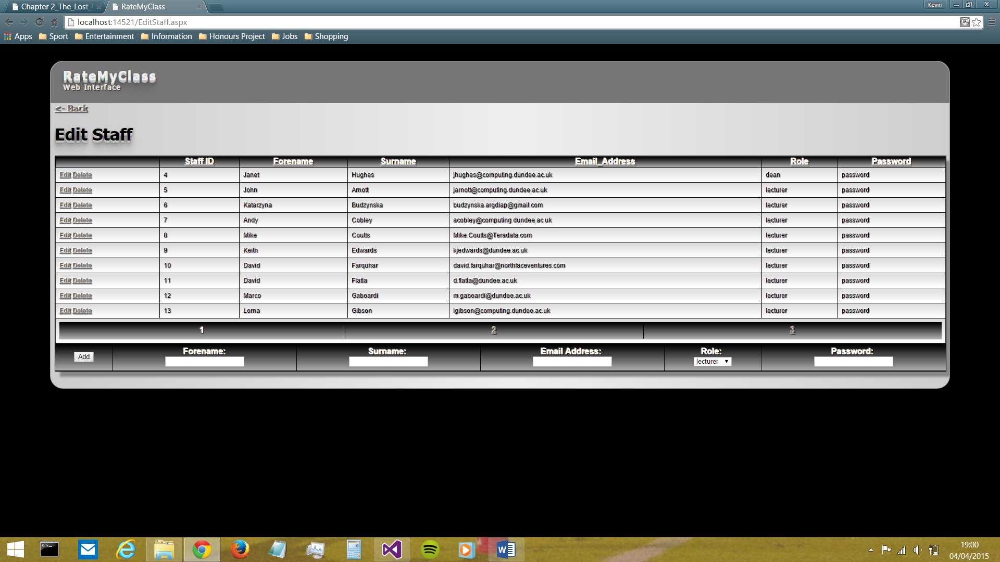 Chapter 2_The_Lost_
RateMyClass
Kevin
localhost:14521/EditStaff.aspx
Apps Sport Entertainment Information Honours Project Jobs Shopping
RateMyClass
Web Interface
<- Back
Edit Staff
Staff ID Forename Surname Email_Address Role Password
Edit Delete 4 Janet Hughes jhughes@computing.dundee.ac.uk dean password
Edit Delete 5 John Arnott jarnott@computing.dundee.ac.uk lecturer password
Edit Delete 6 Katarzyna Budzynska budzynska.argdiap@gmail.com lecturer password
Edit Delete 7 Andy Cobley acobley@computing.dundee.ac.uk lecturer password
Edit Delete 8 Mike Coutts Mike.Coutts@Teradata.com lecturer password
Edit Delete 9 Keith Edwards kjedwards@dundee.ac.uk lecturer password
Edit Delete 10 David Farquhar david.farquhar@northfaceventures.com lecturer password
Edit Delete 11 David Flatla d.flatla@dundee.ac.uk lecturer password
Edit Delete 12 Marco Gaboardi m.gaboardi@dundee.ac.uk lecturer password
Edit Delete 13 Lorna Gibson lgibson@computing.dundee.ac.uk lecturer password
1 2 3
Add Forename: Surname: Email Address: Role: lecturer Password:
19:00
04/04/2015